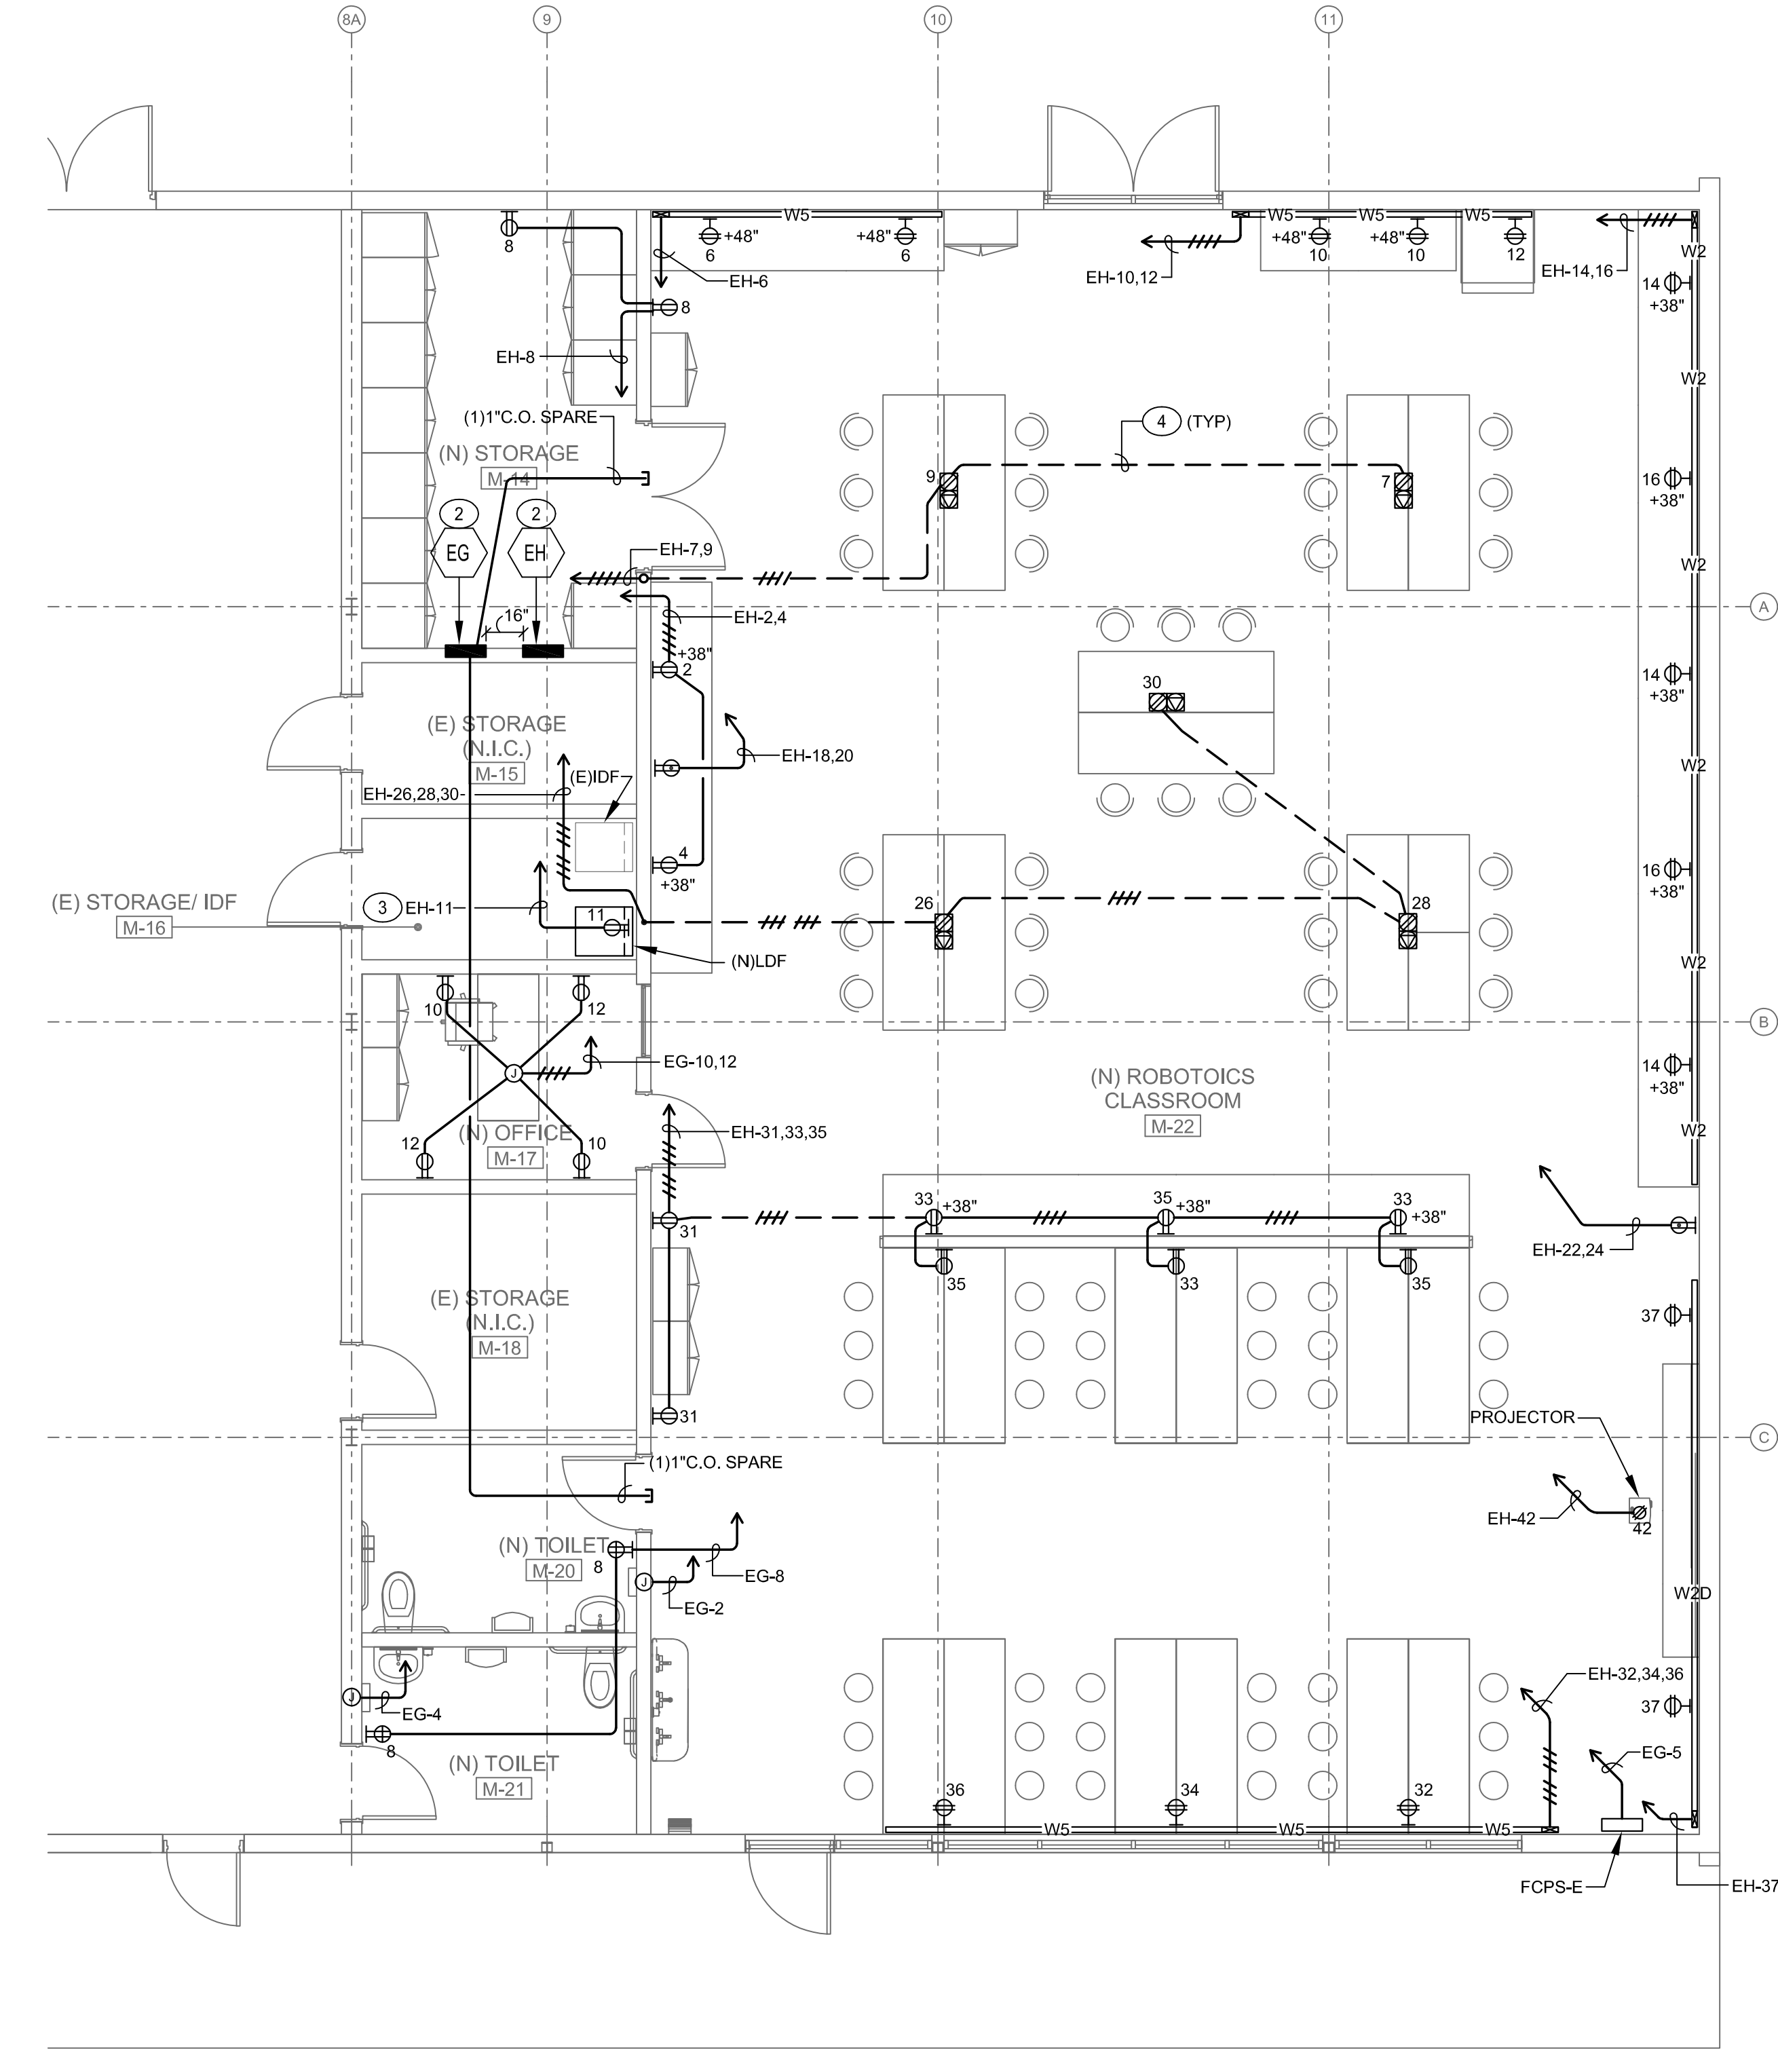 8A
9
10
11
W5
W5
W5
W5
8
+48"
6
+48"
6
+48"
10
+48"
10
12
EH-6
EH-10,12
EH-14,16
W2
14
+38"
8
EH-8
W2
(1)1"C.O. SPARE
4
(TYP)
(N) STORAGE
M-14
9
7
16
+38"
2
EG
2
EH
EH-7,9
W2
16"
EH-2,4
A
+38"
2
14
+38"
30
(E) STORAGE
(N.I.C.)
M-15
EH-18,20
W2
(E)IDF
EH-26,28,30
4
+38"
16
+38"
(E) STORAGE/ IDF
M-16
3
EH-11
11
26
28
(N)LDF
W2
10
12
B
J
EG-10,12
14
+38"
(N) ROBOTOICS
CLASSROOM
M-22
12
(N) OFFICE
M-17
10
EH-31,33,35
W2
33
+38"
35
+38"
33
+38"
31
EH-22,24
35
33
35
(E) STORAGE
(N.I.C.)
M-18
37
31
PROJECTOR
C
(1)1"C.O. SPARE
EH-42
42
(N) TOILET
M-20
8
EG-8
J
EG-2
W2D
EH-32,34,36
J
EG-4
37
8
EG-5
(N) TOILET
M-21
36
34
32
W5
W5
W5
FCPS-E
EH-37